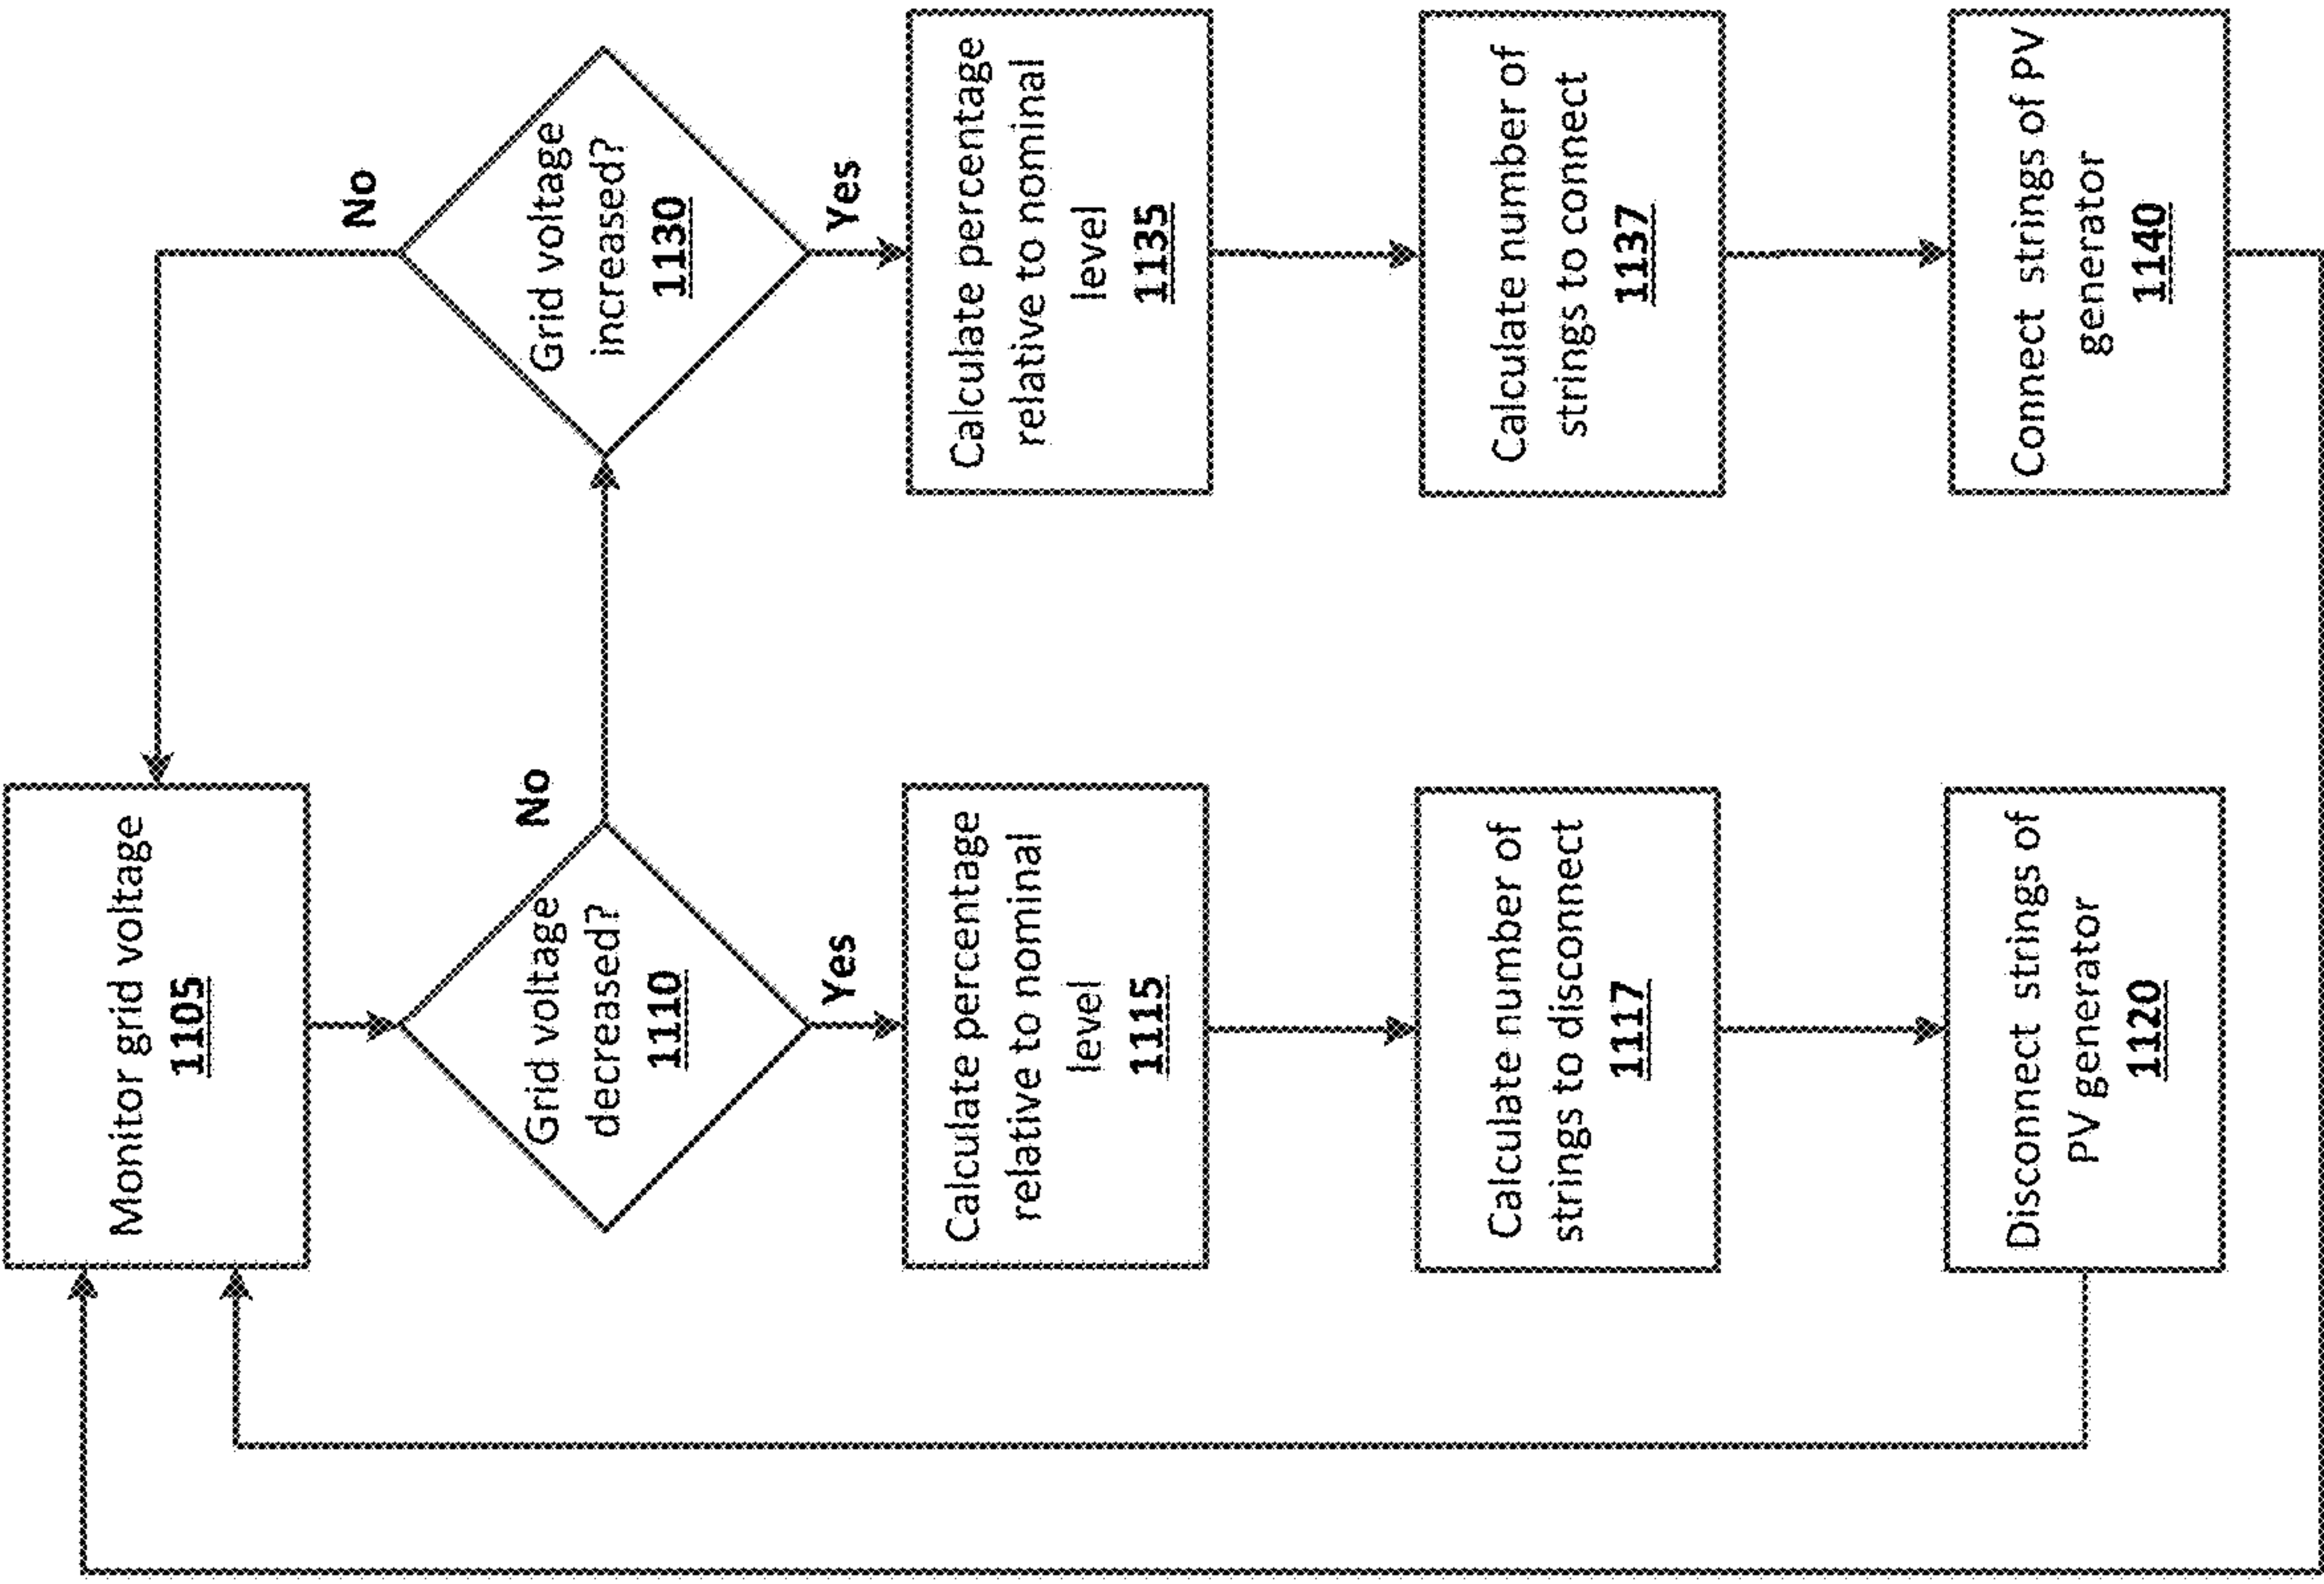 Monitor grid voltage
1105
Grid voltage
decreased?
1110
No
Yes
Calculate percentage
relative to nominal
level
1115
Calculate number of
strings to disconnect
1117
Disconnect strings of
PV generator
1120
Grid voltage
increased?
1130
No
Yes
Calculate percentage
relative to nominal
level
1135
Calculate number of
strings to connect
1137
Connect strings of PV
generator
1140